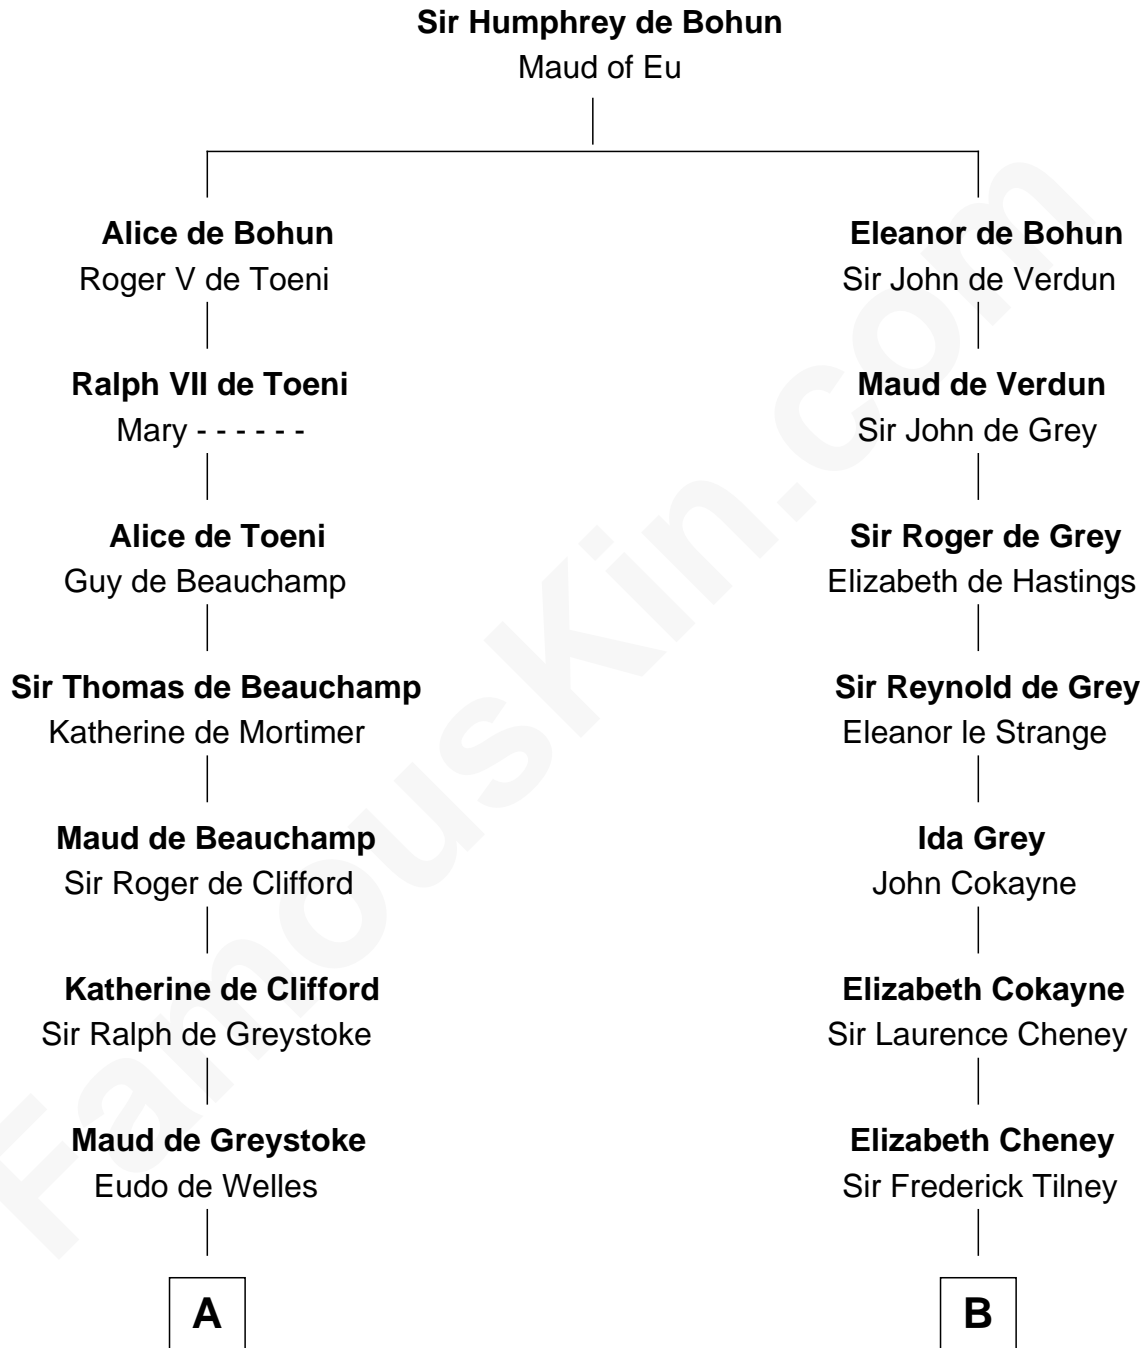 Sir Humphrey de Bohun
Maud of Eu
Alice de Bohun
Roger V de Toeni
Eleanor de Bohun
Sir John de Verdun
Ralph VII de Toeni
Mary - - - - - -
Maud de Verdun
Sir John de Grey
Alice de Toeni
Guy de Beauchamp
Sir Roger de Grey
Elizabeth de Hastings
Sir Thomas de Beauchamp
Katherine de Mortimer
Sir Reynold de Grey
Eleanor le Strange
Maud de Beauchamp
Sir Roger de Clifford
Ida Grey
John Cokayne
Katherine de Clifford
Sir Ralph de Greystoke
Elizabeth Cokayne
Sir Laurence Cheney
Maud de Greystoke
Eudo de Welles
Elizabeth Cheney
Sir Frederick Tilney
A
B
FamousKin.com